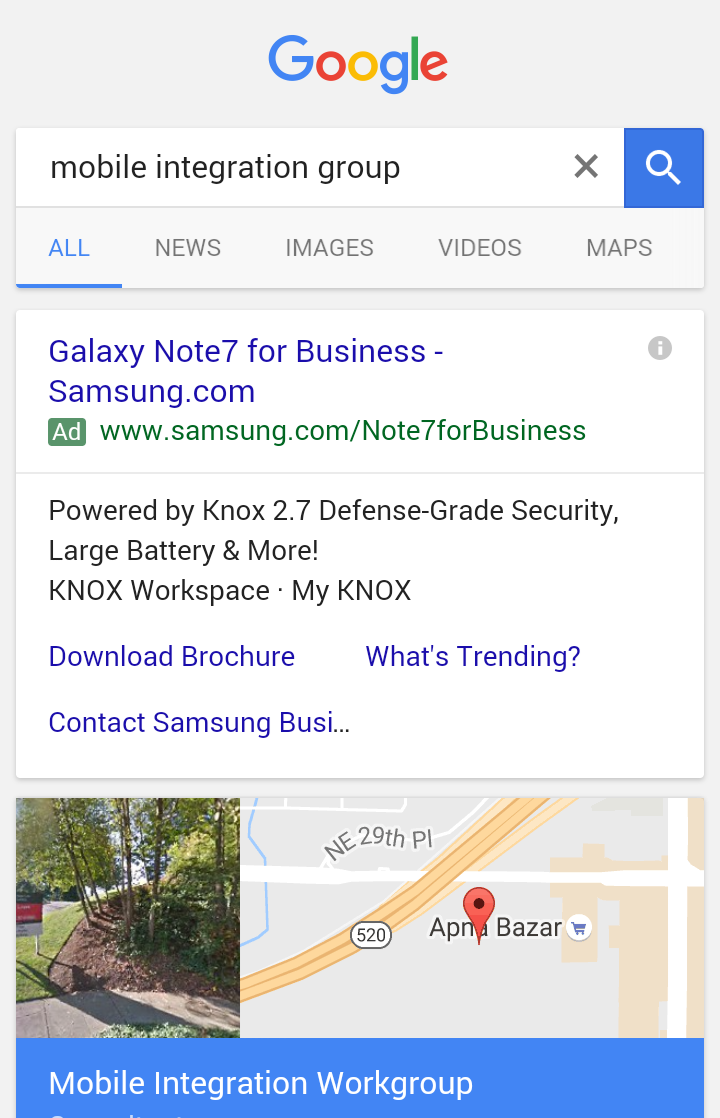 Google
mobile integration group
ALL NEWS IMAGES VIDEOS MAPS
Galaxy Note7 for Business -
Samsung.com
Ad www.samsung.com/Note7forBusiness
Powered by Knox 2.7 Defense-Grade Security,
Large Battery & More!
KNOX Workspace · My KNOX
Download Brochure What's Trending?
Contact Samsung Busi...
NE 29th Pl
520
Apna Bazar
Mobile Integration Workgroup